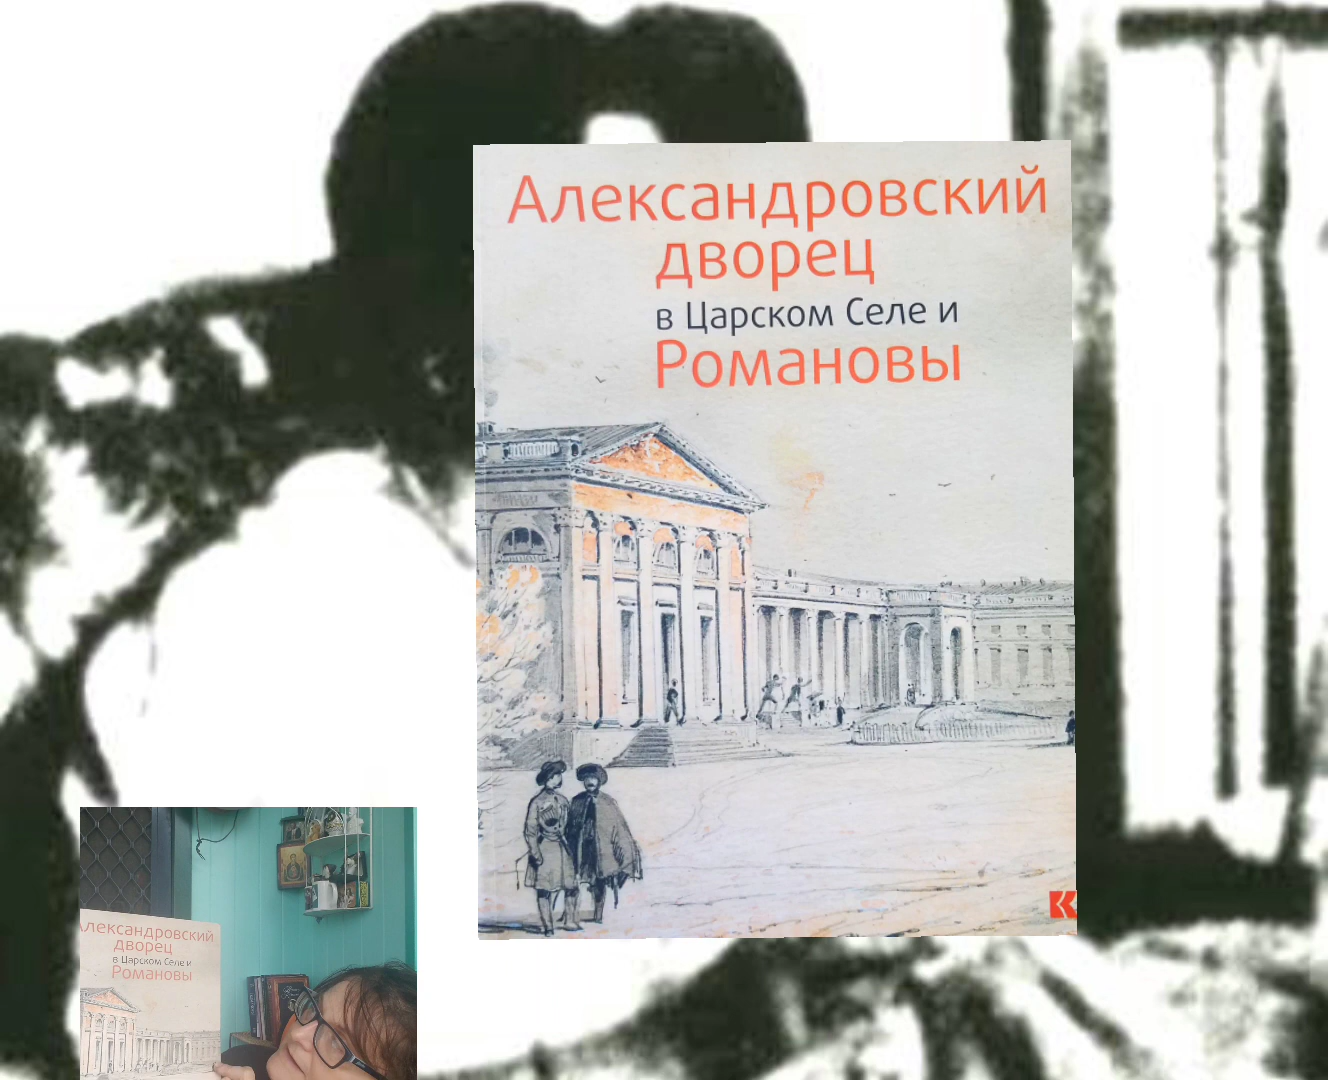 Александровский
дворец
в Царском Селе и
Романовы
Александровский
дворец
в Царском Селе и
Романовы